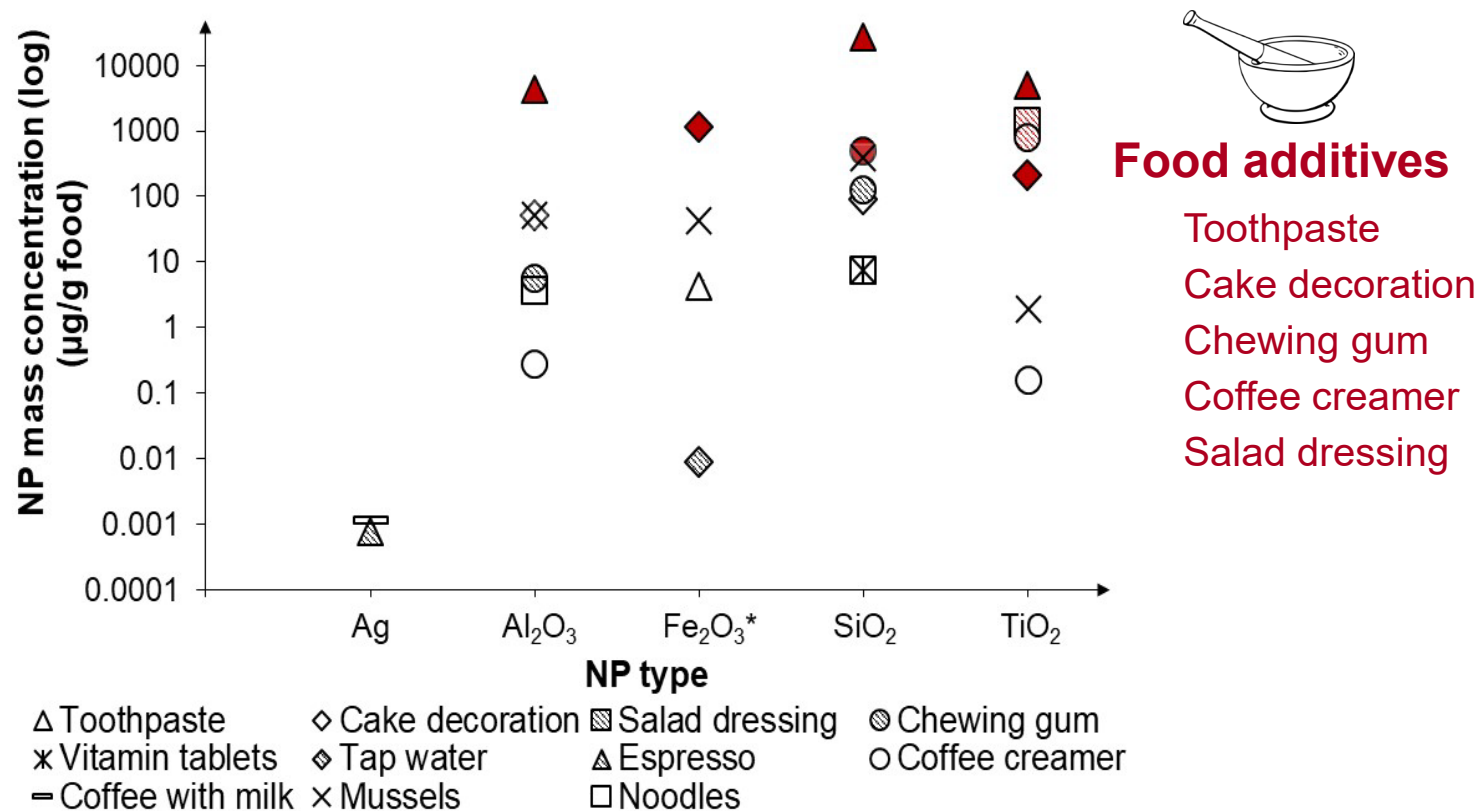 NP mass concentration (log)
(µg/g food)
10000
1000
100
10
1
0.1
0.01
0.001
0.0001
Ag Al₂O₃ Fe₂O₃* SiO₂ TiO₂
NP type
Toothpaste Cake decoration Salad dressing Chewing gum
Vitamin tablets Tap water Espresso Coffee creamer
Coffee with milk Mussels Noodles
Food additives
Toothpaste
Cake decoration
Chewing gum
Coffee creamer
Salad dressing